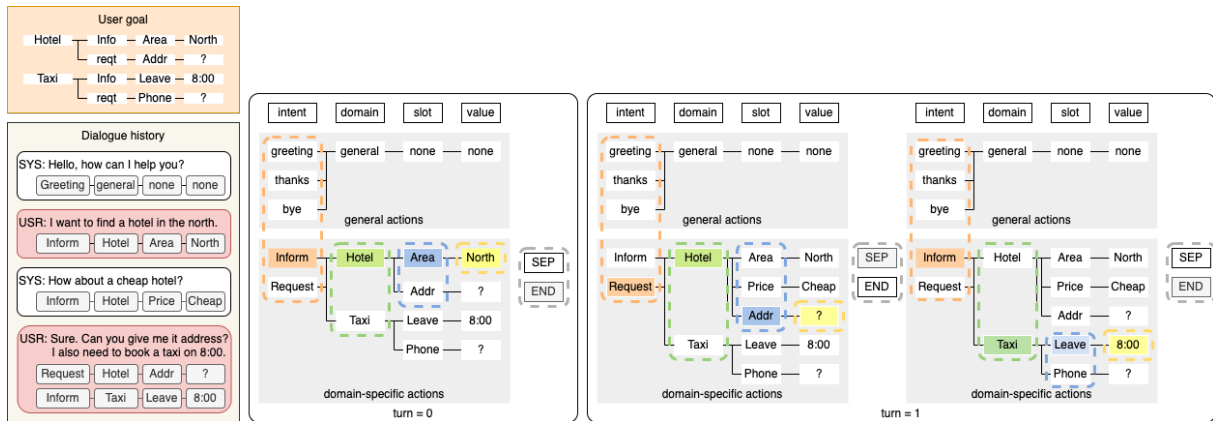 User goal
Hotel Info Area North
reqt Addr ?
Taxi Info Leave 8:00
reqt Phone ?
Dialogue history
SYS: Hello, how can I help you?
Greeting general none none
USR: I want to find a hotel in the north.
Inform Hotel Area North
SYS: How about a cheap hotel?
Inform Hotel Price Cheap
USR: Sure. Can you give me it address?
I also need to book a taxi on 8:00.
Request Hotel Addr ?
Inform Taxi Leave 8:00
intent domain slot value
greeting general none none
thanks
bye
general actions
Inform Hotel Area North
Request Addr ?
Taxi Leave 8:00
Phone ?
domain-specific actions
SEP
END
turn = 0
intent domain slot value
greeting general none none
thanks
bye
general actions
Inform Hotel Area North
Request Price Cheap
Addr ?
Taxi Leave 8:00
Phone ?
domain-specific actions
SEP
END
intent domain slot value
greeting general none none
thanks
bye
general actions
Inform Hotel Area North
Request Price Cheap
Addr ?
Taxi Leave 8:00
Phone ?
domain-specific actions
SEP
END
turn = 1